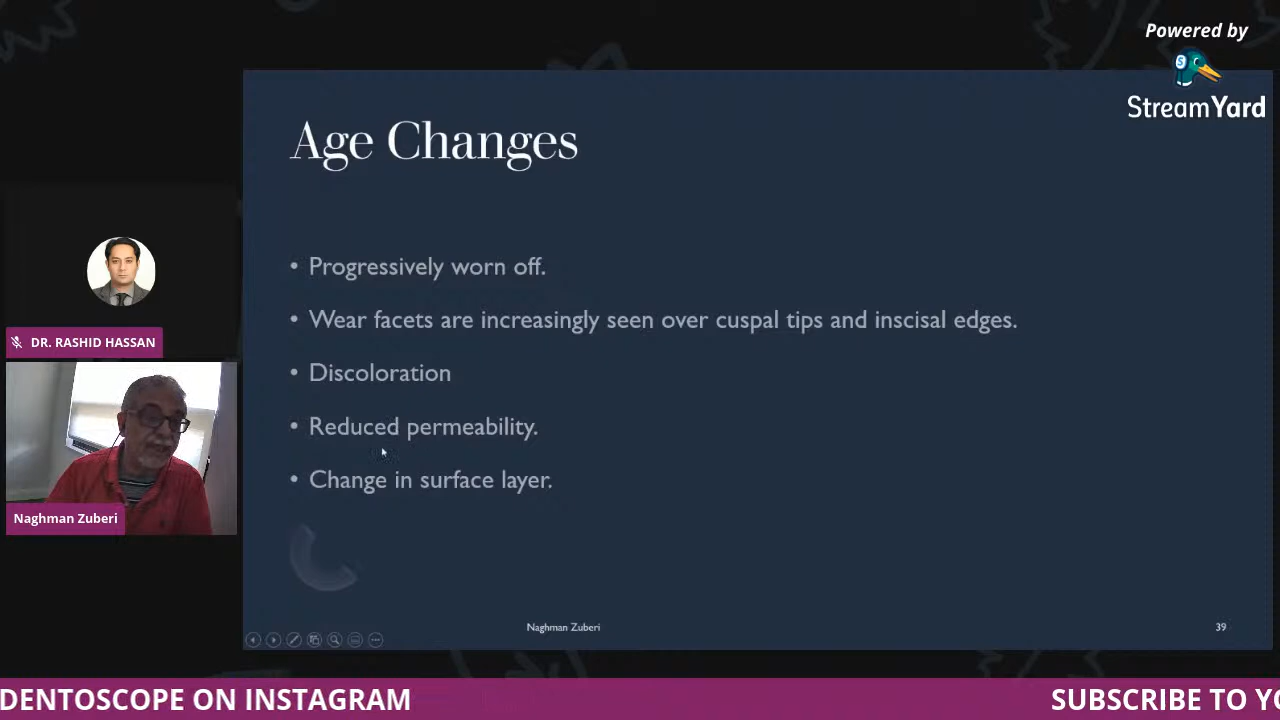 Powered by
StreamYard
Age Changes
• Progressively worn off.
• Wear facets are increasingly seen over cuspal tips and inscisal edges.
• Discoloration
• Reduced permeability.
• Change in surface layer.
DR. RASHID HASSAN
Naghman Zuberi
Naghman Zuberi
39
DENTOSCOPE ON INSTAGRAM
SUBSCRIBE TO YO